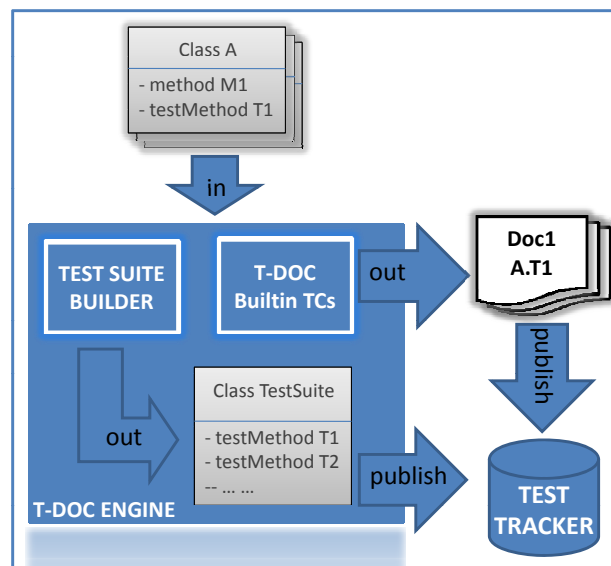 Class A
- method M1
- testMethod T1
in
TEST SUITE
BUILDER
T-DOC
Builtin TCs
out
Doc1
A.T1
publish
out
Class TestSuite
- testMethod T1
- testMethod T2
-- ... ...
publish
T-DOC ENGINE
TEST
TRACKER